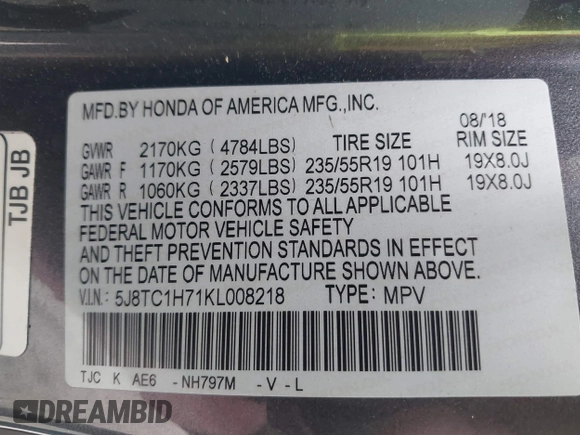 MFD.BY HONDA OF AMERICA MFG.,INC.
08/'18
GVWR 2170KG ( 4784LBS) TIRE SIZE RIM SIZE
GAWR F 1170KG ( 2579LBS) 235/55R19 101H 19X8.0J
GAWR R 1060KG ( 2337LBS) 235/55R19 101H 19X8.0J
THIS VEHICLE CONFORMS TO ALL APPLICABLE
FEDERAL MOTOR VEHICLE SAFETY
AND THEFT PREVENTION STANDARDS IN EFFECT
ON THE DATE OF MANUFACTURE SHOWN ABOVE.
V.I.N.: 5J8TC1H71KL008218 TYPE: MPV
TJC K AE6 - NH797M - V - L
TJB JB
DREAMBID